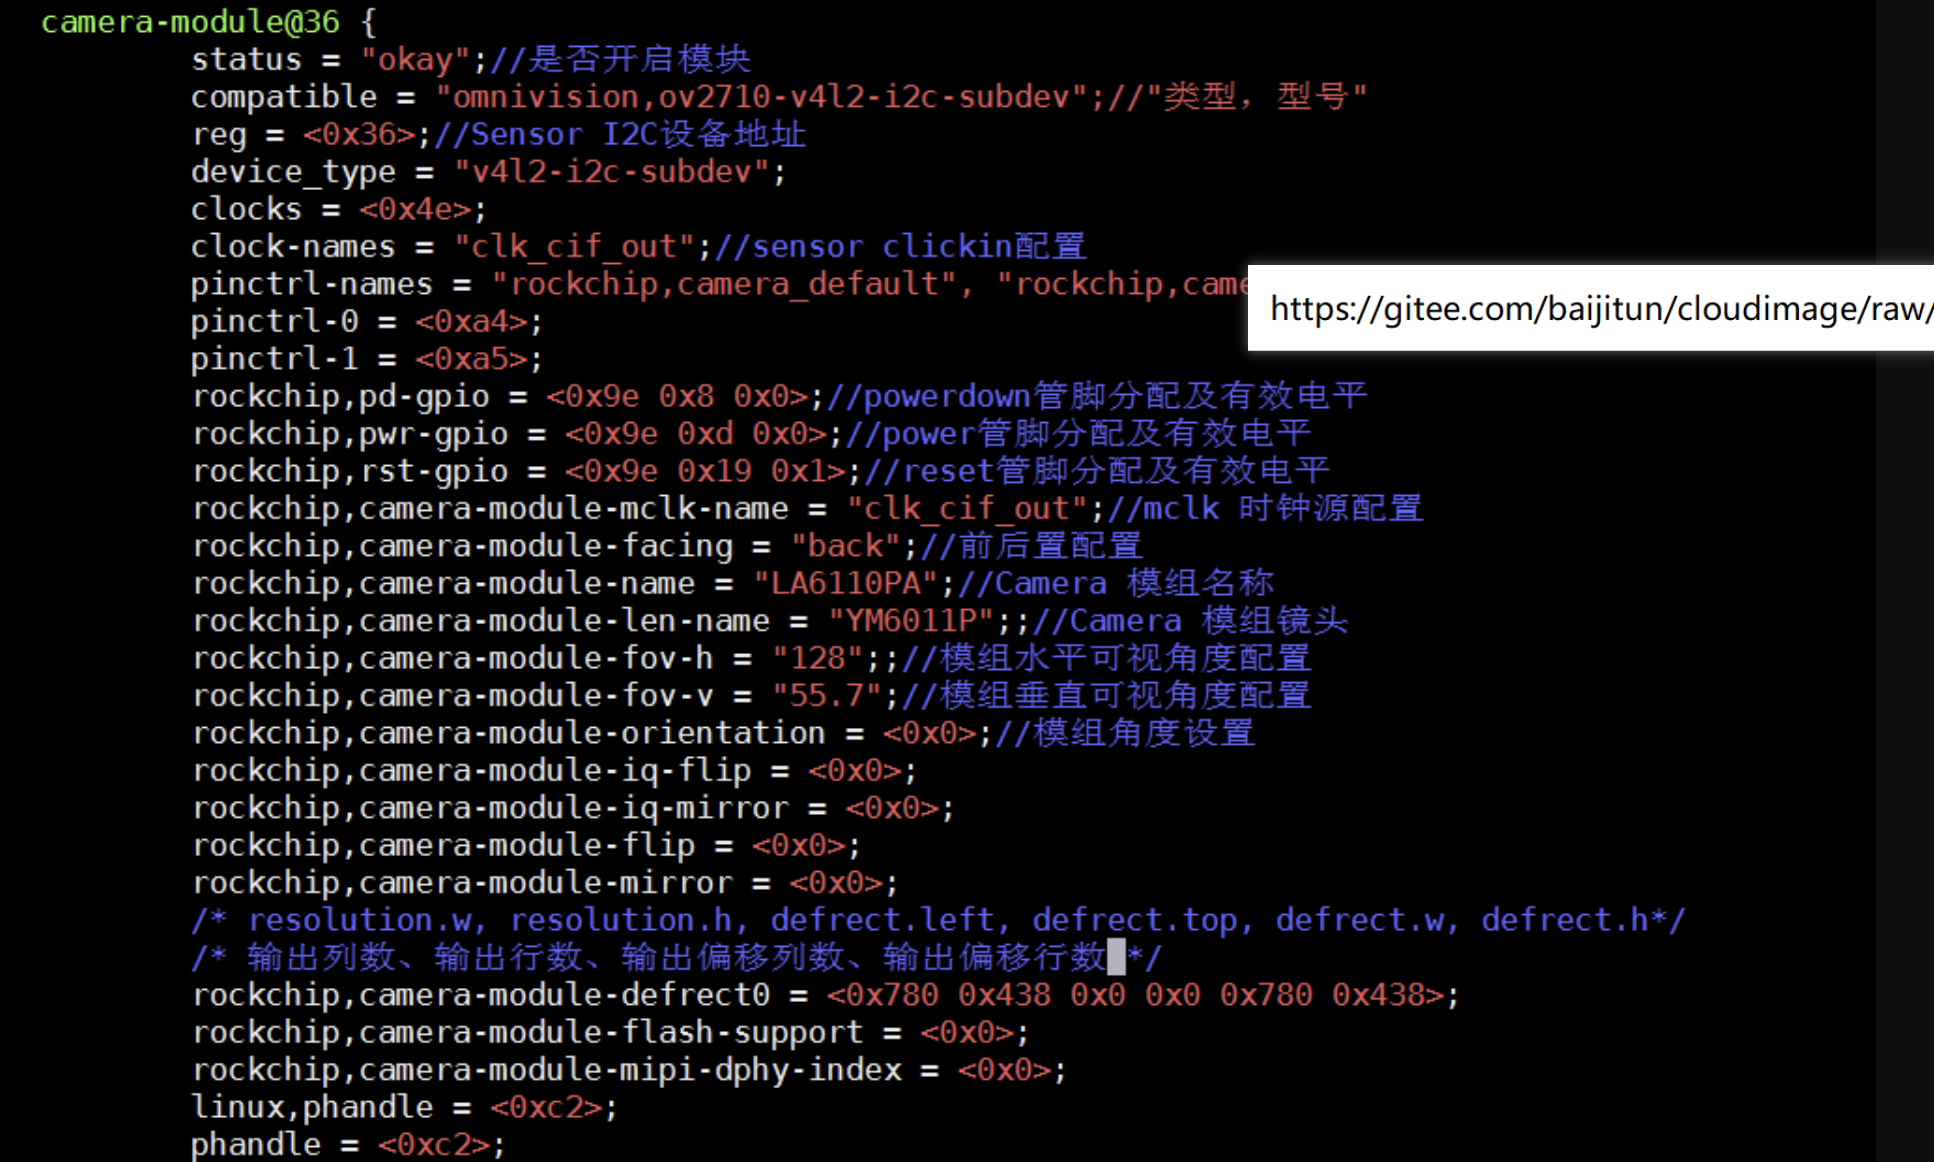 camera-module@36 {
status = "okay";//是否开启模块
compatible = "omnivision,ov2710-v4l2-i2c-subdev";//"类型，型号"
reg = <0x36>;//Sensor I2C设备地址
device_type = "v4l2-i2c-subdev";
clocks = <0x4e>;
clock-names = "clk_cif_out";//sensor clickin配置
pinctrl-names = "rockchip,camera_default", "rockchip,came
https://gitee.com/baijitun/cloudimage/raw/
pinctrl-0 = <0xa4>;
pinctrl-1 = <0xa5>;
rockchip,pd-gpio = <0x9e 0x8 0x0>;//powerdown管脚分配及有效电平
rockchip,pwr-gpio = <0x9e 0xd 0x0>;//power管脚分配及有效电平
rockchip,rst-gpio = <0x9e 0x19 0x1>;//reset管脚分配及有效电平
rockchip,camera-module-mclk-name = "clk_cif_out";//mclk 时钟源配置
rockchip,camera-module-facing = "back";//前后置配置
rockchip,camera-module-name = "LA6110PA";//Camera 模组名称
rockchip,camera-module-len-name = "YM6011P";;//Camera 模组镜头
rockchip,camera-module-fov-h = "128";;//模组水平可视角度配置
rockchip,camera-module-fov-v = "55.7";//模组垂直可视角度配置
rockchip,camera-module-orientation = <0x0>;//模组角度设置
rockchip,camera-module-iq-flip = <0x0>;
rockchip,camera-module-iq-mirror = <0x0>;
rockchip,camera-module-flip = <0x0>;
rockchip,camera-module-mirror = <0x0>;
/* resolution.w, resolution.h, defrect.left, defrect.top, defrect.w, defrect.h*/
/* 输出列数、输出行数、输出偏移列数、输出偏移行数 */
rockchip,camera-module-defrect0 = <0x780 0x438 0x0 0x0 0x780 0x438>;
rockchip,camera-module-flash-support = <0x0>;
rockchip,camera-module-mipi-dphy-index = <0x0>;
linux,phandle = <0xc2>;
phandle = <0xc2>;